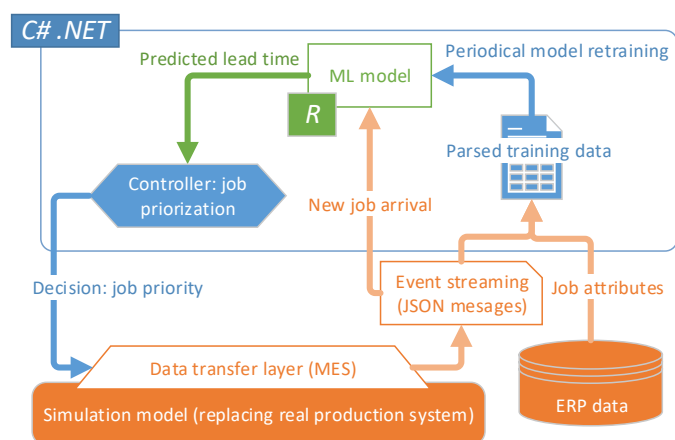 C# .NET
Predicted lead time
ML model
R
Periodical model retraining
Parsed training data
Controller: job
priorization
New job arrival
Decision: job priority
Event streaming
(JSON mesages)
Job attributes
Data transfer layer (MES)
Simulation model (replacing real production system)
ERP data